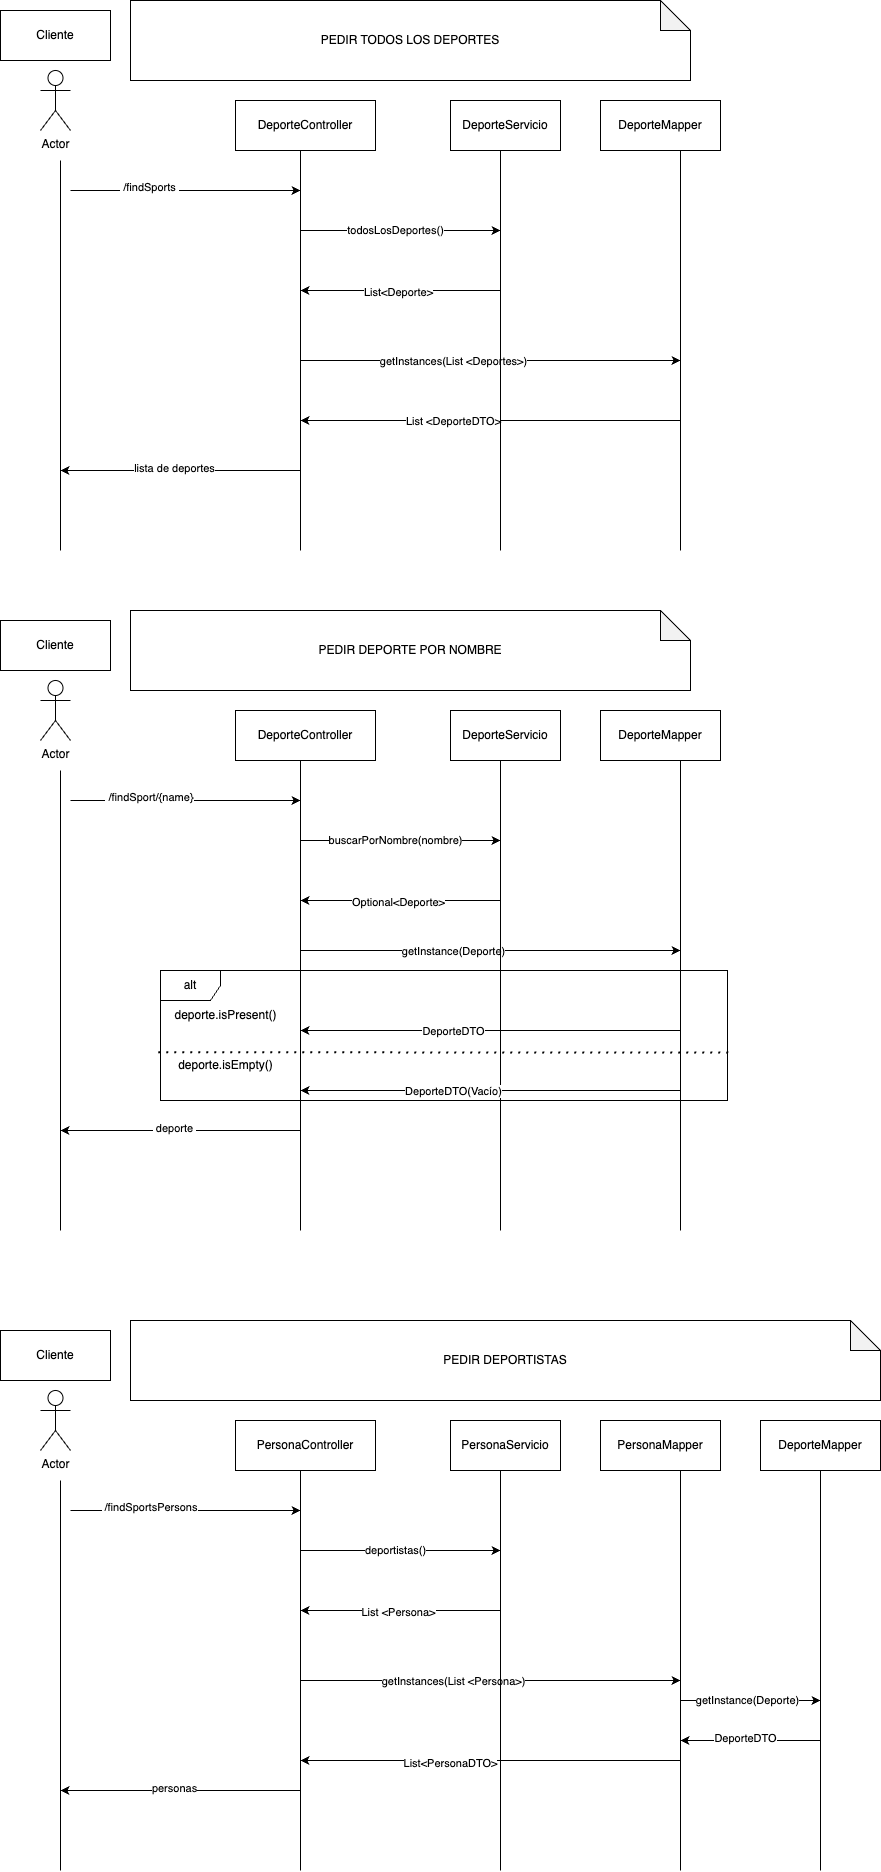 Cliente
PEDIR TODOS LOS DEPORTES
Actor
DeporteController
DeporteServicio
DeporteMapper
/findSports
todosLosDeportes()
List<Deporte>
getInstances(List <Deportes>)
List <DeporteDTO>
lista de deportes
Cliente
PEDIR DEPORTE POR NOMBRE
Actor
DeporteController
DeporteServicio
DeporteMapper
/findSport/{name}
buscarPorNombre(nombre)
Optional<Deporte>
getInstance(Deporte)
alt
deporte.isPresent()
DeporteDTO
deporte.isEmpty()
DeporteDTO(Vacío)
deporte
Cliente
PEDIR DEPORTISTAS
Actor
PersonaController
PersonaServicio
PersonaMapper
DeporteMapper
/findSportsPersons
deportistas()
List <Persona>
getInstances(List <Persona>)
getInstance(Deporte)
DeporteDTO
List<PersonaDTO>
personas